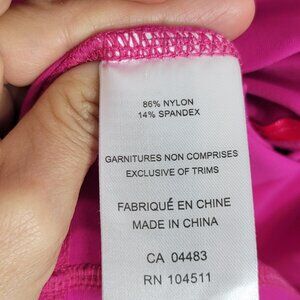 86% NYLON
14% SPANDEX
GARNITURES NON COMPRISES
EXCLUSIVE OF TRIMS
FABRIQUÉ EN CHINE
MADE IN CHINA
CA 04483
RN 104511